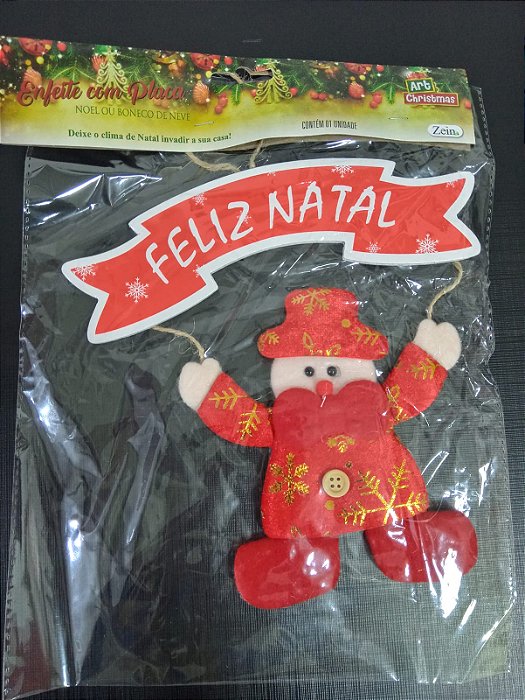 Enfeite com Placa
NOEL OU BONECO DE NEVE
Deixe o clima de Natal invadir a sua casa!
CONTÉM 01 UNIDADE
Art
Christmas
Zein
FELIZ NATAL